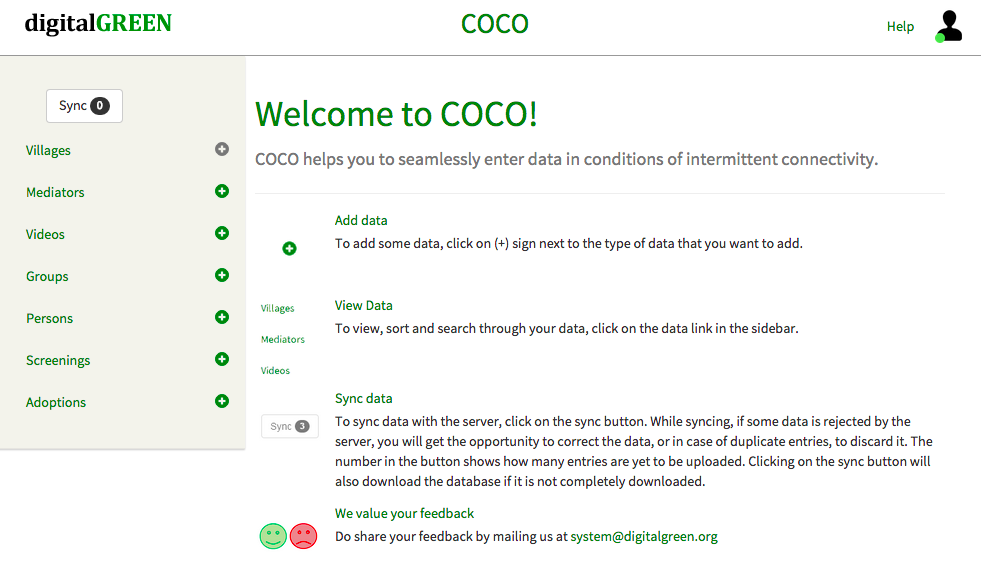 digitalGREEN
COCO
Help
Sync 0
Villages
Mediators
Videos
Groups
Persons
Screenings
Adoptions
Welcome to COCO!
COCO helps you to seamlessly enter data in conditions of intermittent connectivity.
Add data
To add some data, click on (+) sign next to the type of data that you want to add.
Villages
Mediators
Videos
View Data
To view, sort and search through your data, click on the data link in the sidebar.
Sync 3
Sync data
To sync data with the server, click on the sync button. While syncing, if some data is rejected by the
server, you will get the opportunity to correct the data, or in case of duplicate entries, to discard it. The
number in the button shows how many entries are yet to be uploaded. Clicking on the sync button will
also download the database if it is not completely downloaded.
We value your feedback
Do share your feedback by mailing us at system@digitalgreen.org